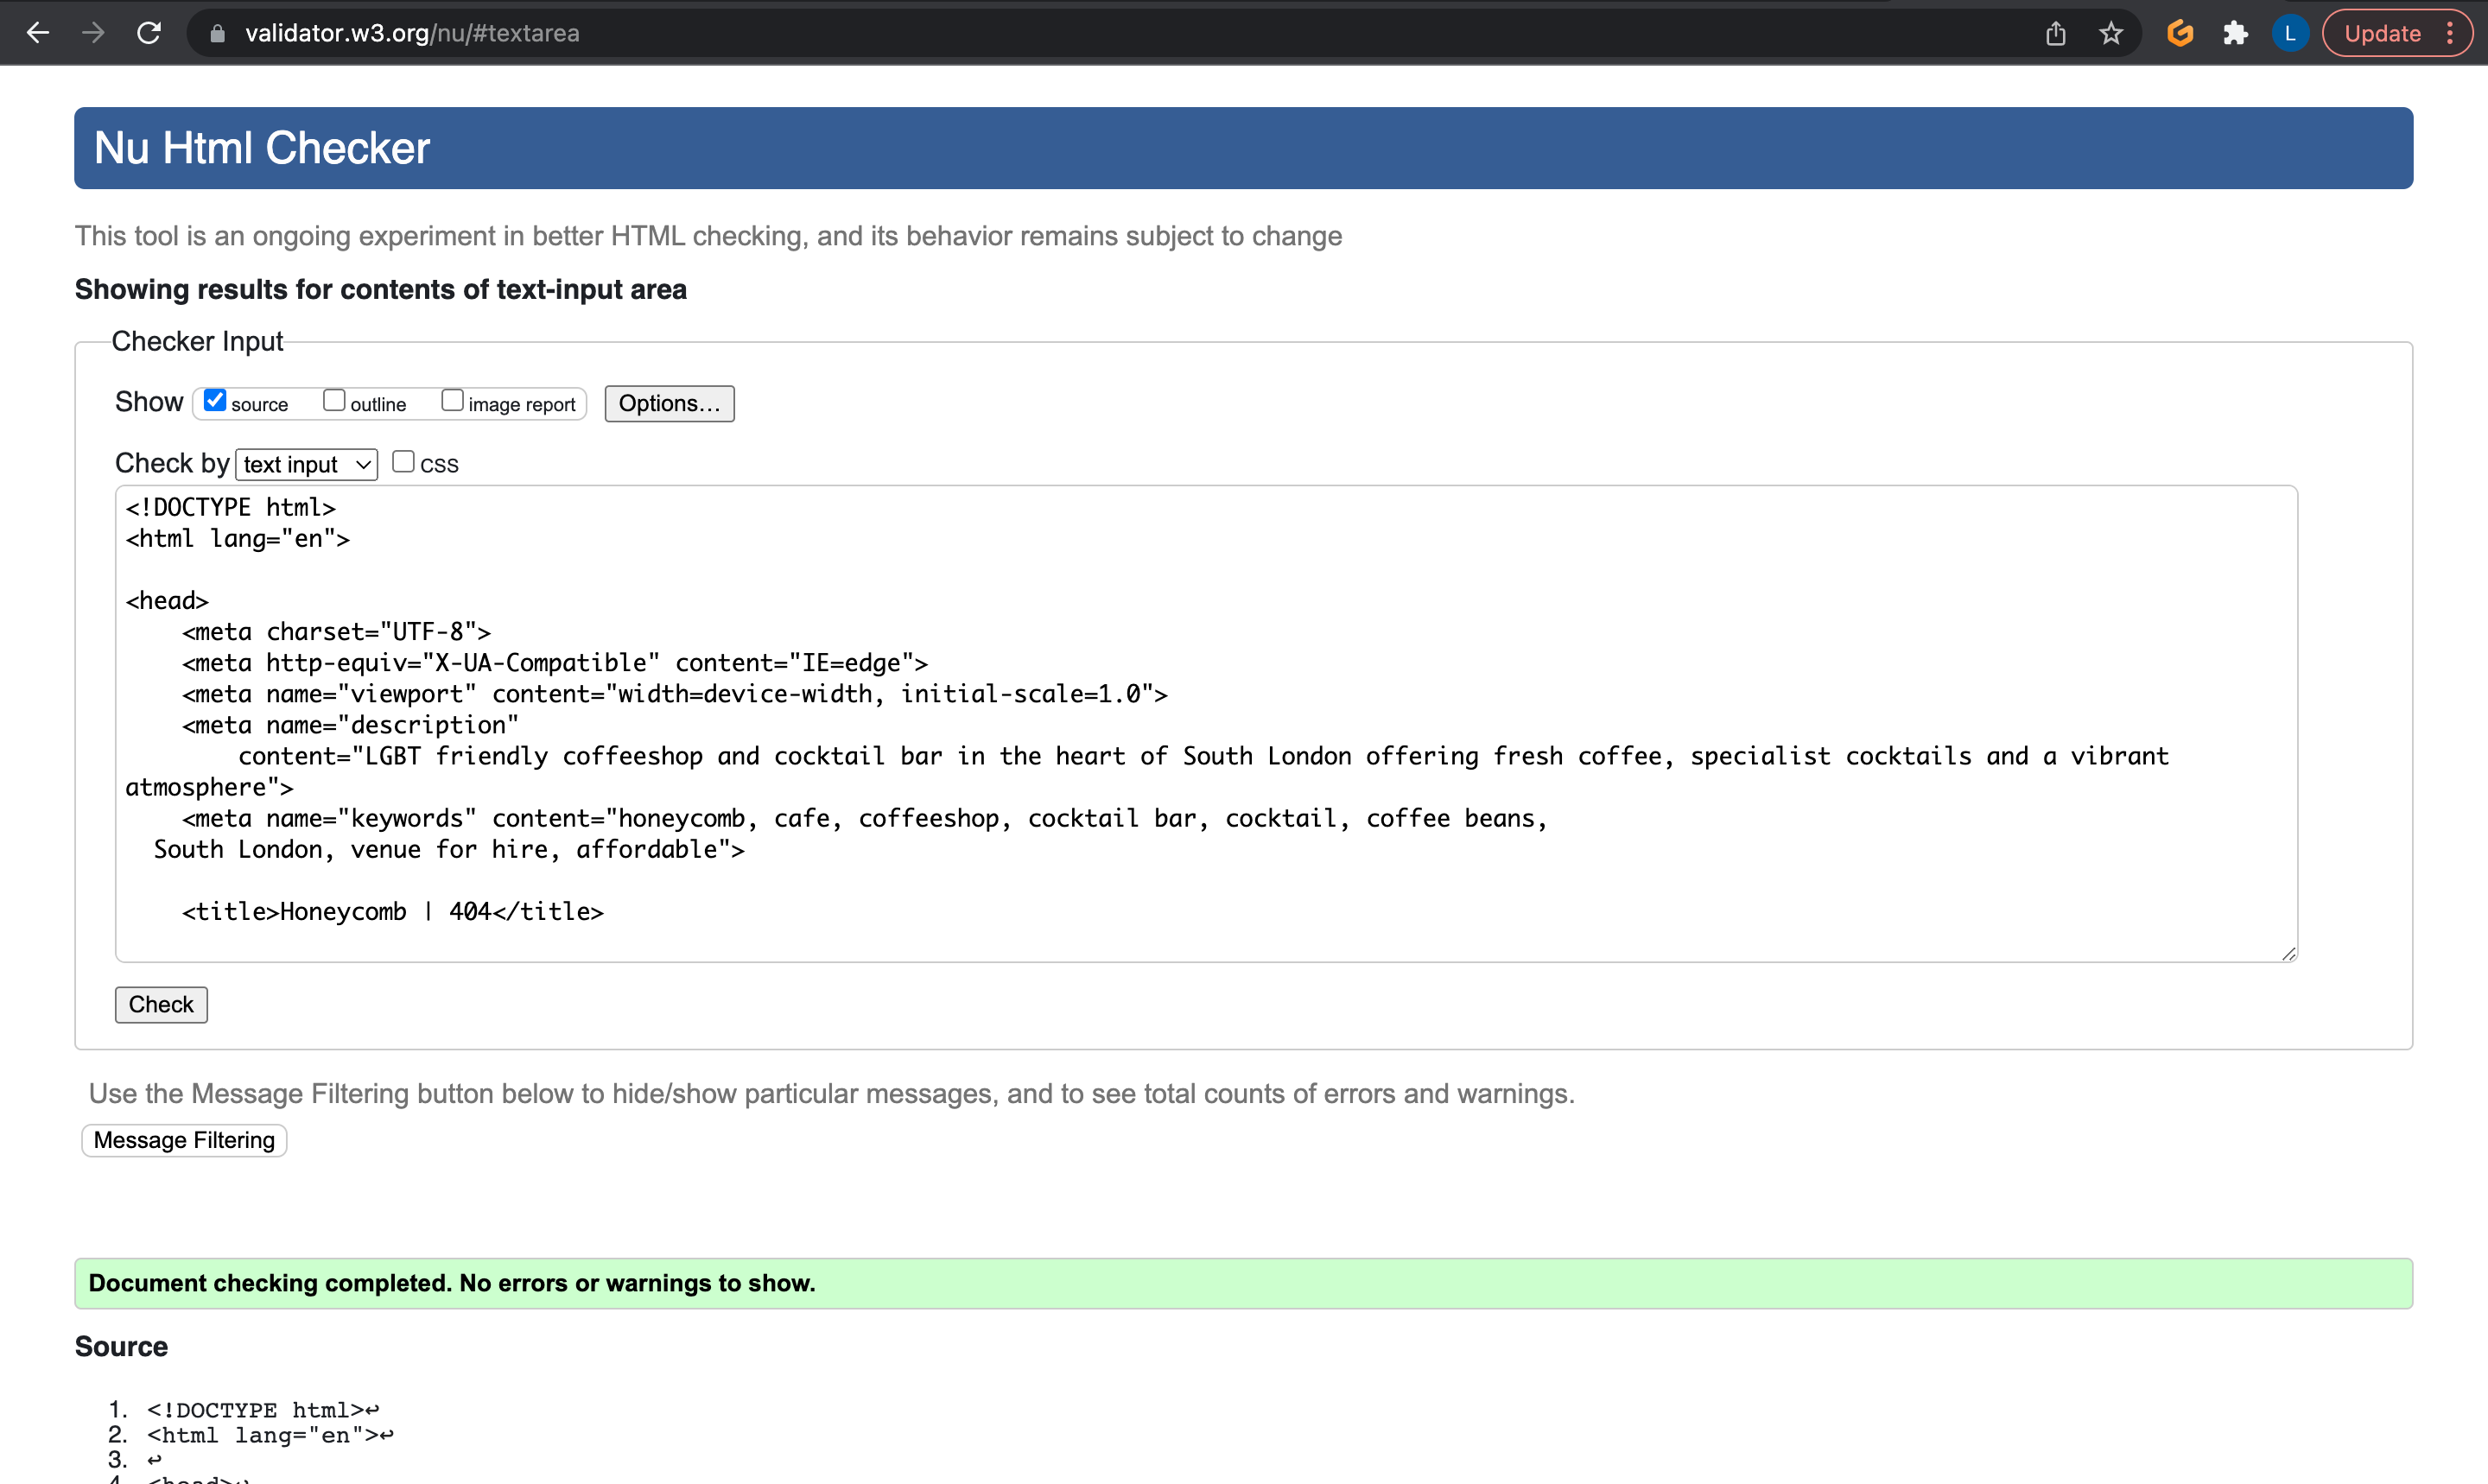 validator.w3.org/nu/#textarea
L
Update
Nu Html Checker
This tool is an ongoing experiment in better HTML checking, and its behavior remains subject to change
Showing results for contents of text-input area
Checker Input
Show source outline image report Options...
Check by text input CSS
<!DOCTYPE html>
<html lang="en">
<head>
<meta charset="UTF-8">
<meta http-equiv="X-UA-Compatible" content="IE=edge">
<meta name="viewport" content="width=device-width, initial-scale=1.0">
<meta name="description"
content="LGBT friendly coffeeshop and cocktail bar in the heart of South London offering fresh coffee, specialist cocktails and a vibrant
atmosphere">
<meta name="keywords" content="honeycomb, cafe, coffeeshop, cocktail bar, cocktail, coffee beans,
South London, venue for hire, affordable">
<title>Honeycomb | 404</title>
Check
Use the Message Filtering button below to hide/show particular messages, and to see total counts of errors and warnings.
Message Filtering
Document checking completed. No errors or warnings to show.
Source
1. <!DOCTYPE html>↩
2. <html lang="en">↩
3. ↩
4. <head>↩